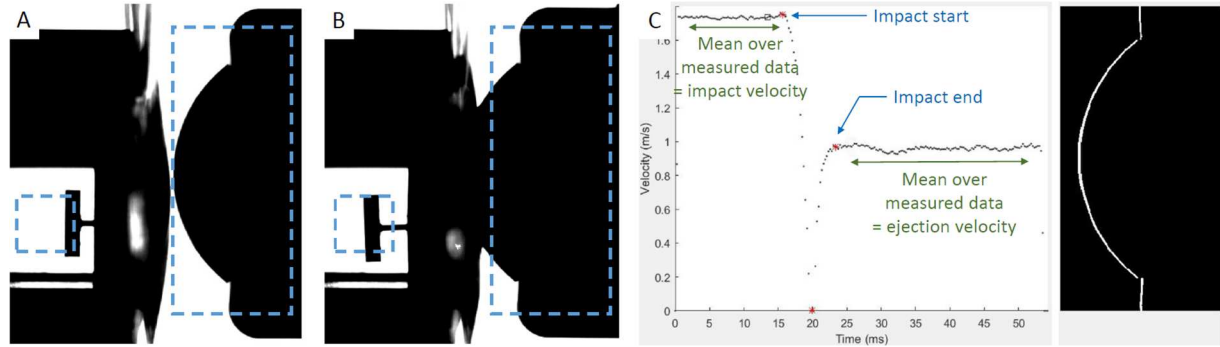 A
B
C
Impact start
Mean over
measured data
= impact velocity
Impact end
Mean over
measured data
= ejection velocity
Velocity (m/s)
1.6
1.4
1.2
1
0.8
0.6
0.4
0.2
0
0 5 10 15 20 25 30 35 40 45 50
Time (ms)